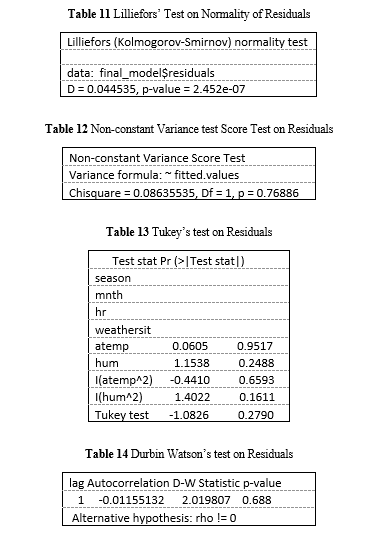 Table 11 Lilliefors' Test on Normality of Residuals
Lilliefors (Kolmogorov-Smirnov) normality test
data: final_model$residuals
D = 0.044535, p-value = 2.452e-07
Table 12 Non-constant Variance test Score Test on Residuals
Non-constant Variance Score Test
Variance formula: ~ fitted.values
Chisquare = 0.08635535, Df = 1, p = 0.76886
Table 13 Tukey's test on Residuals
Test stat Pr (>|Test stat|)
season
mnth
hr
weathersit
atemp 0.0605 0.9517
hum 1.1538 0.2488
I(atemp^2) -0.4410 0.6593
I(hum^2) 1.4022 0.1611
Tukey test -1.0826 0.2790
Table 14 Durbin Watson's test on Residuals
lag Autocorrelation D-W Statistic p-value
1 -0.01155132 2.019807 0.688
Alternative hypothesis: rho != 0